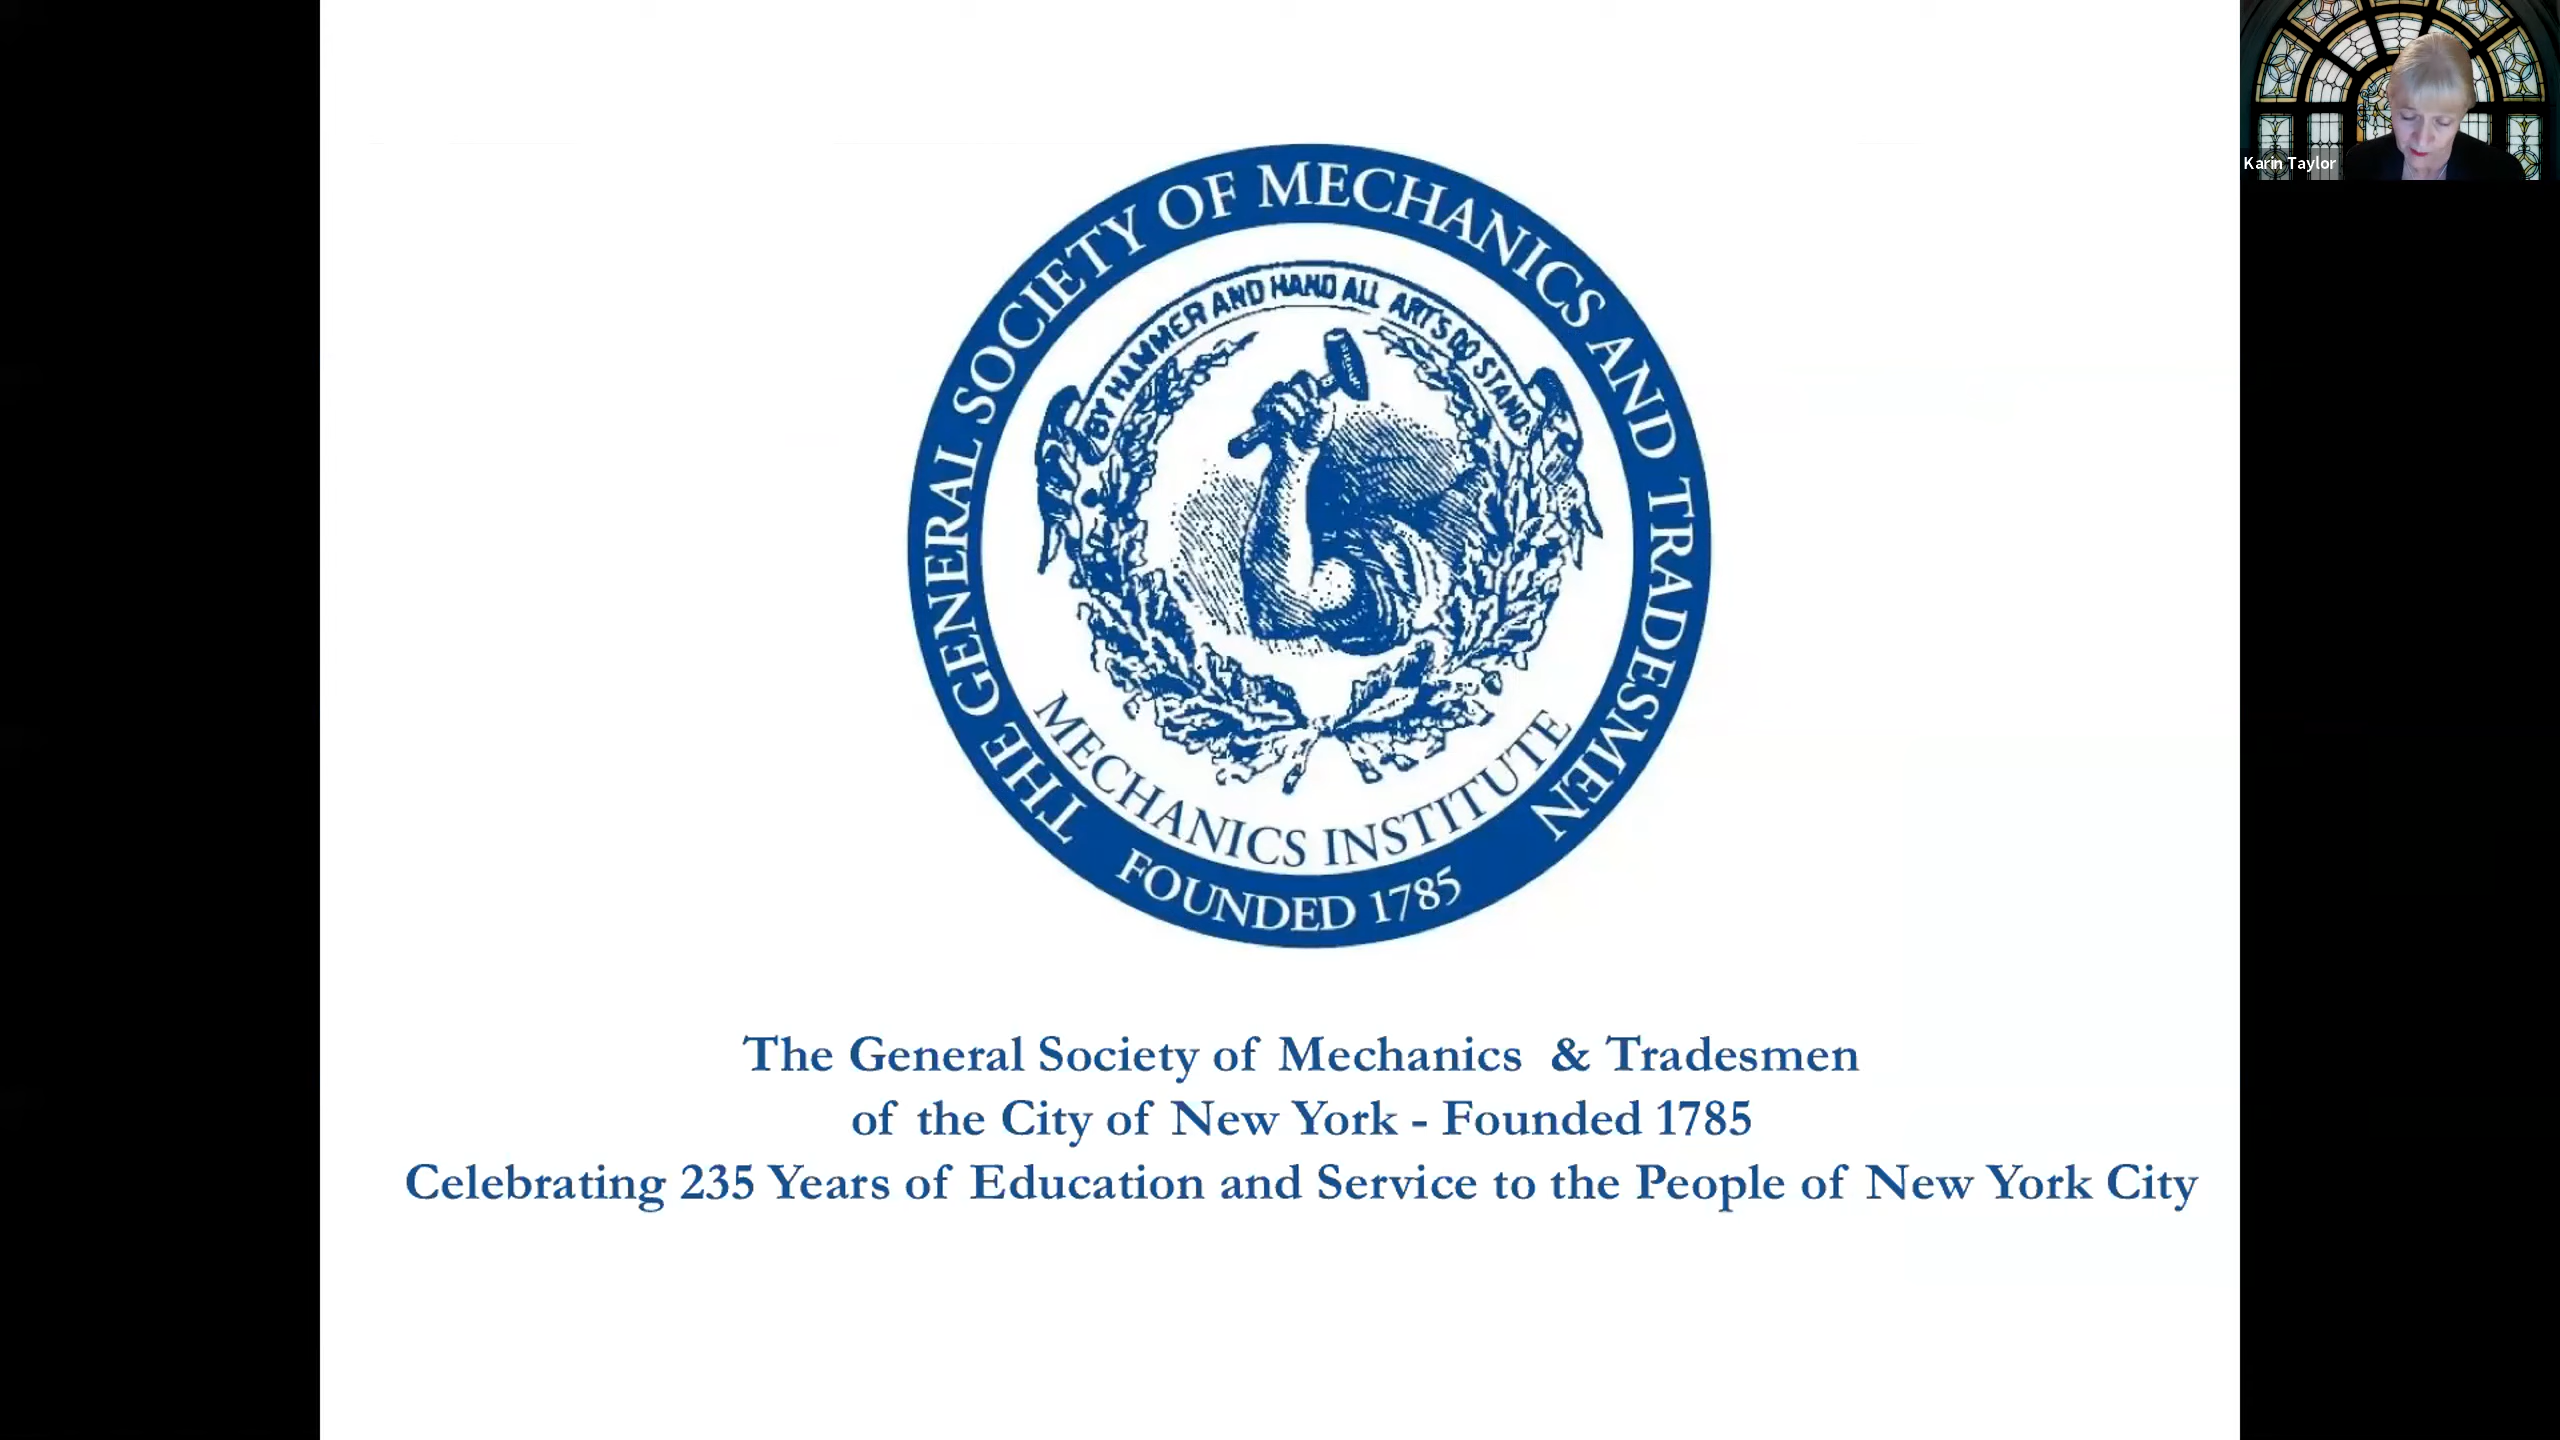 THE GENERAL SOCIETY OF MECHANICS AND TRADESMEN
BY HAMMER AND HAND ALL ARTS DO STAND
MECHANICS INSTITUTE
FOUNDED 1785
The General Society of Mechanics & Tradesmen
of the City of New York - Founded 1785
Celebrating 235 Years of Education and Service to the People of New York City
Karin Taylor